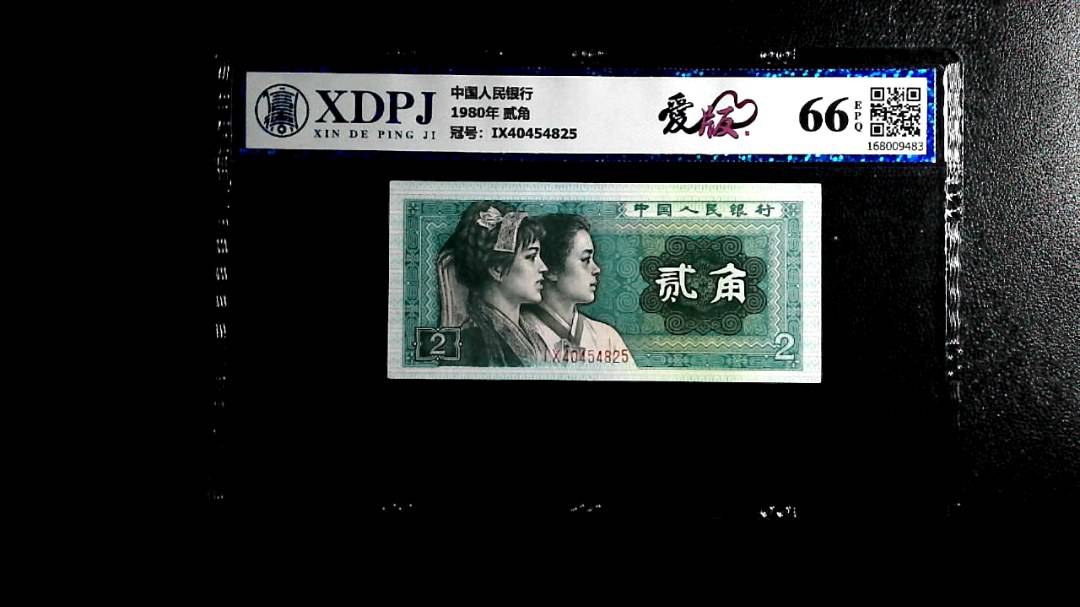 XDPJ
XIN DE PING JI
中国人民银行
1980年 贰角
冠号：IX40454825
爱版
66
EPQ
168009483
中国人民银行
贰角
2
IX40454825
2